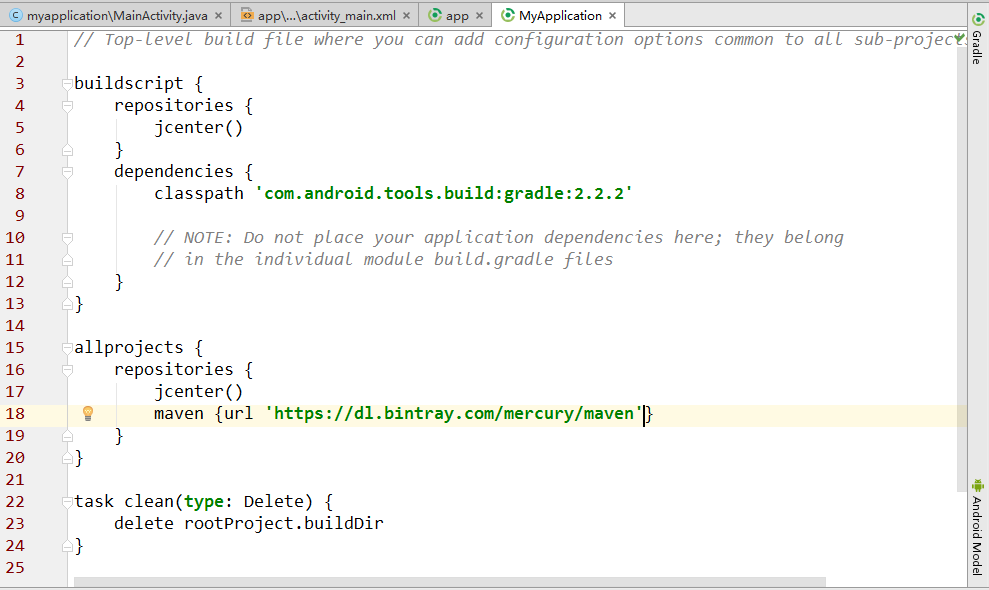 myapplication\MainActivity.java
app\...\activity_main.xml
app
MyApplication
Gradle
1 // Top-level build file where you can add configuration options common to all sub-projects
2
3 buildscript {
4     repositories {
5         jcenter()
6     }
7     dependencies {
8         classpath 'com.android.tools.build:gradle:2.2.2'
9
10         // NOTE: Do not place your application dependencies here; they belong
11         // in the individual module build.gradle files
12     }
13 }
14
15 allprojects {
16     repositories {
17         jcenter()
18         maven {url 'https://dl.bintray.com/mercury/maven'}
19     }
20 }
21
22 task clean(type: Delete) {
23     delete rootProject.buildDir
24 }
25
Android Model